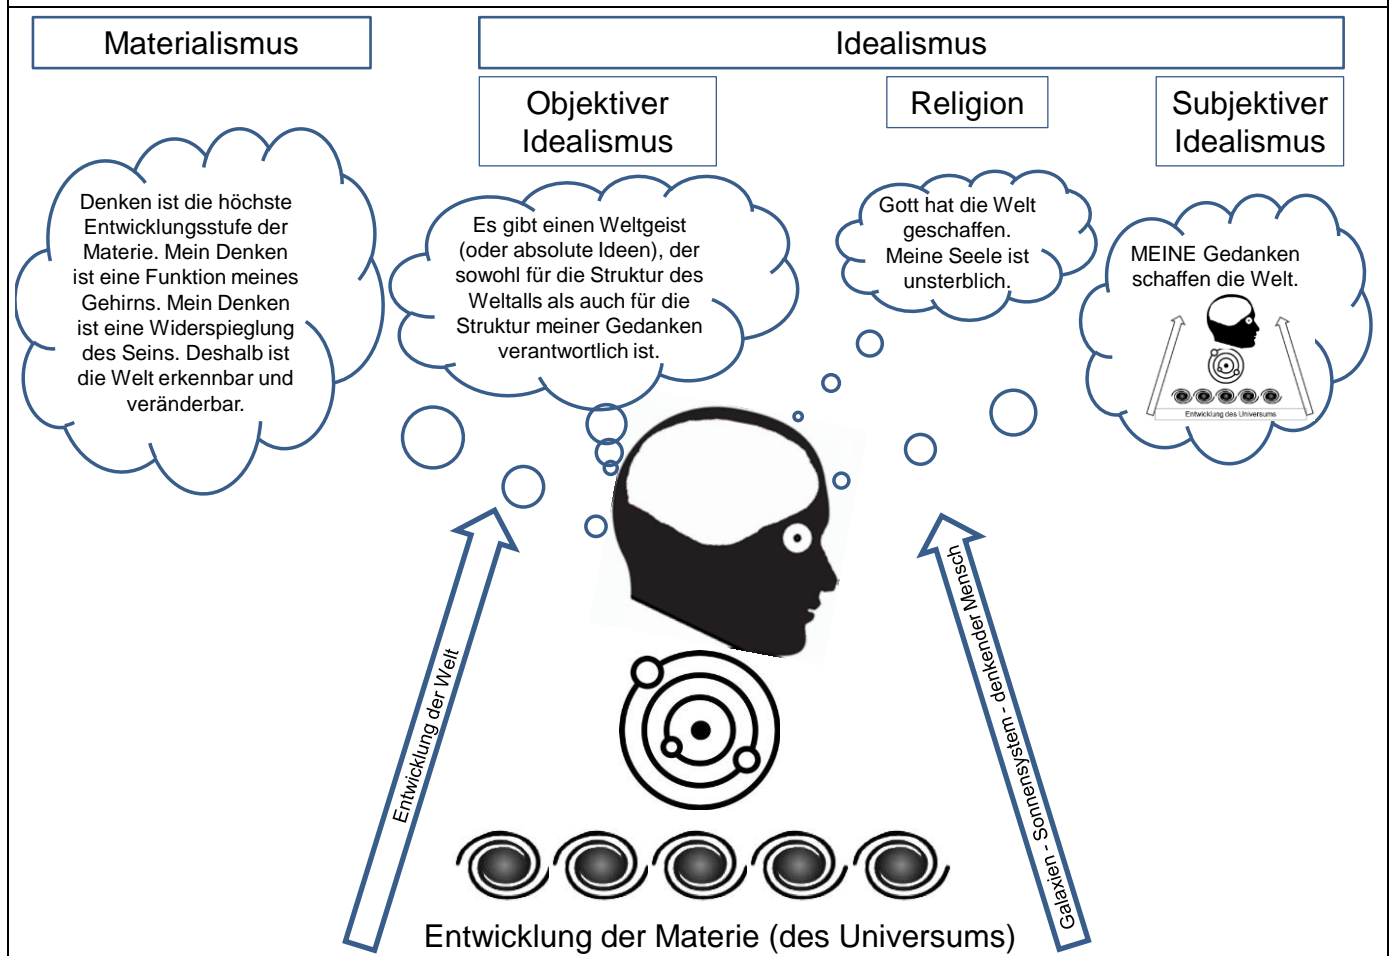 Materialismus
Idealismus
Objektiver
Idealismus
Religion
Subjektiver
Idealismus
Denken ist die höchste
Entwicklungsstufe der
Materie. Mein Denken
ist eine Funktion meines
Gehirns. Mein Denken
ist eine Widerspieglung
des Seins. Deshalb ist
die Welt erkennbar und
veränderbar.
Es gibt einen Weltgeist
(oder absolute Ideen), der
sowohl für die Struktur des
Weltalls als auch für die
Struktur meiner Gedanken
verantwortlich ist.
Gott hat die Welt
geschaffen.
Meine Seele ist
unsterblich.
MEINE Gedanken
schaffen die Welt.
Entwicklung des Universums
Entwicklung der Welt
Galaxien - Sonnensystem - denkender Mensch
Entwicklung der Materie (des Universums)